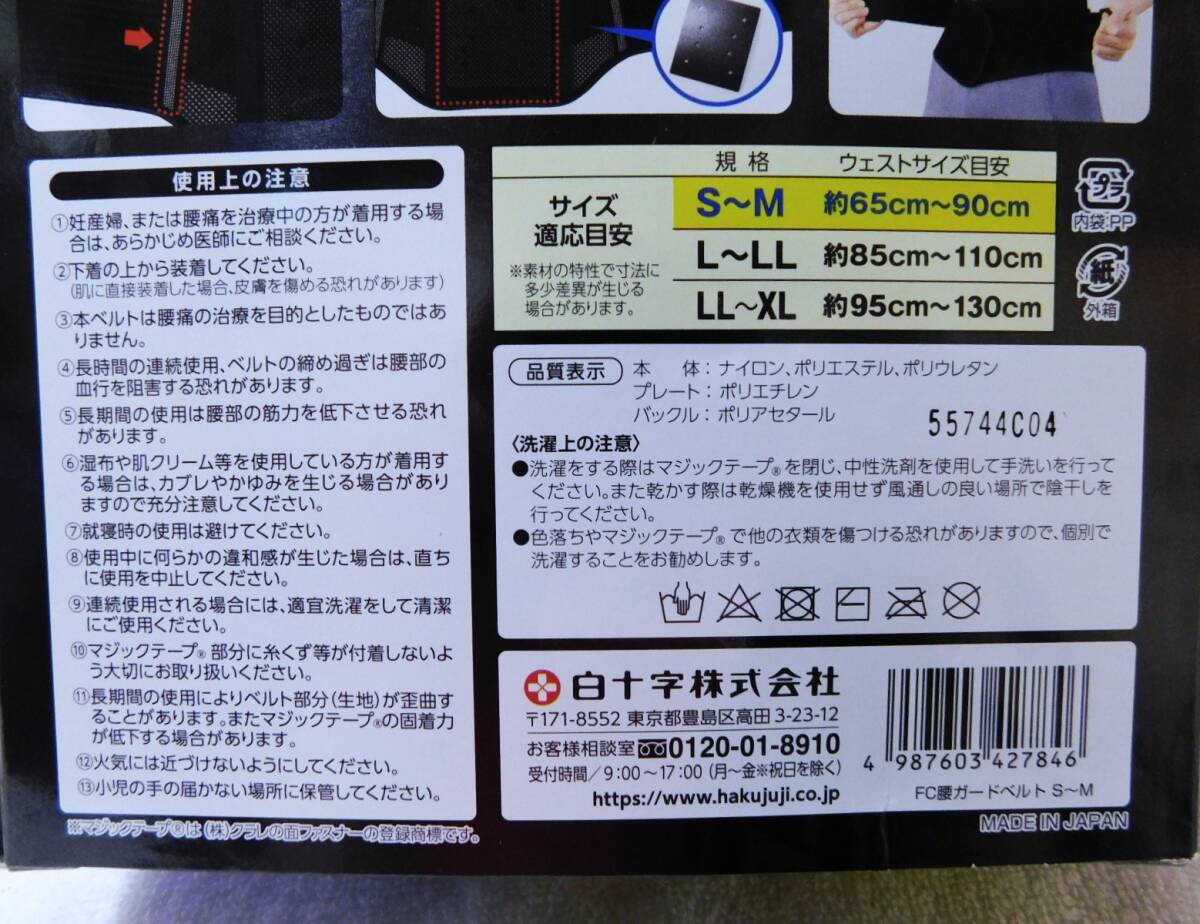 使用上の注意
①妊産婦、または腰痛を治療中の方が着用する場
合は、あらかじめ医師にご相談ください。
②下着の上から装着してください。
(肌に直接装着した場合、皮膚を傷める恐れがあります)
③本ベルトは腰痛の治療を目的としたものではあ
りません。
④長時間の連続使用、ベルトの締め過ぎは腰部の
血行を阻害する恐れがあります。
⑤長期間の使用は腰部の筋力を低下させる恐れ
があります。
⑥湿布や肌クリーム等を使用している方が着用す
る場合は、カブレやかゆみを生じる場合があり
ますので充分注意してください。
⑦就寝時の使用は避けてください。
⑧使用中に何らかの違和感が生じた場合は、直ち
に使用を中止してください。
⑨連続使用される場合には、適宜洗濯をして清潔
にご使用ください。
⑩マジックテープ®部分に糸くず等が付着しないよ
う大切にお取り扱いください。
⑪長期間の使用によりベルト部分(生地)が歪曲す
ることがあります。またマジックテープ®の固着力
が低下する場合があります。
⑫火気には近づけないようにしてください。
⑬小児の手の届かない場所に保管してください。
※マジックテープ®は(株)クラレの面ファスナーの登録商標です。
サイズ
適応目安
※素材の特性で寸法に
多少差異が生じる
場合があります。
規格 ウェストサイズ目安
S〜M 約65cm〜90cm
L〜LL 約85cm〜110cm
LL〜XL 約95cm〜130cm
プラ
内袋:PP
紙
外箱
品質表示
本 体:ナイロン、ポリエステル、ポリウレタン
プレート:ポリエチレン
バックル:ポリアセタール
55744C04
〈洗濯上の注意〉
●洗濯をする際はマジックテープ®を閉じ、中性洗剤を使用して手洗いを行って
ください。また乾かす際は乾燥機を使用せず風通しの良い場所で陰干しを
行ってください。
●色落ちやマジックテープ®で他の衣類を傷つける恐れがありますので、個別で
洗濯することをお勧めします。
白十字株式会社
〒171-8552 東京都豊島区高田3-23-12
お客様相談室 0120-01-8910
受付時間/9:00〜17:00(月〜金※祝日を除く)
https://www.hakujuji.co.jp
4 987603 427846
FC腰ガードベルト S〜M
MADE IN JAPAN